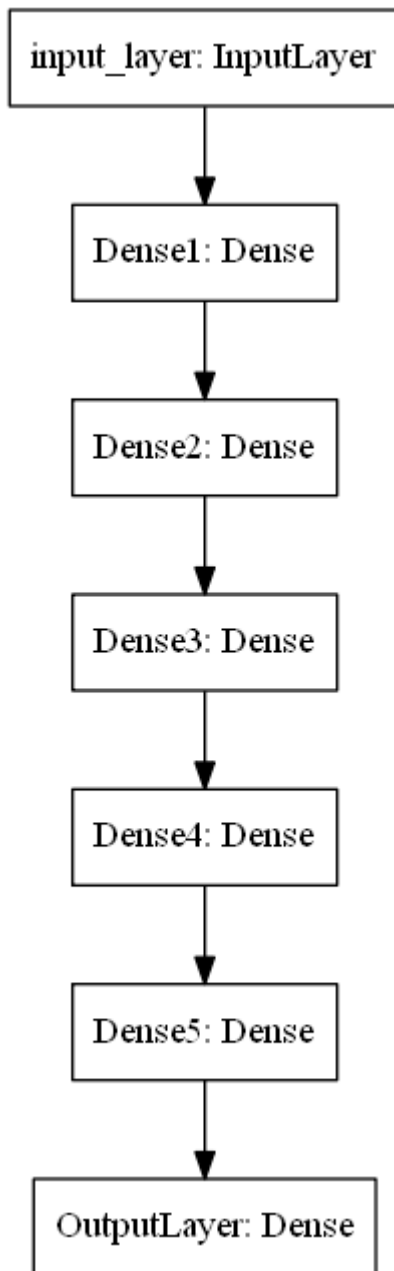 input_layer: InputLayer
Dense1: Dense
Dense2: Dense
Dense3: Dense
Dense4: Dense
Dense5: Dense
OutputLayer: Dense